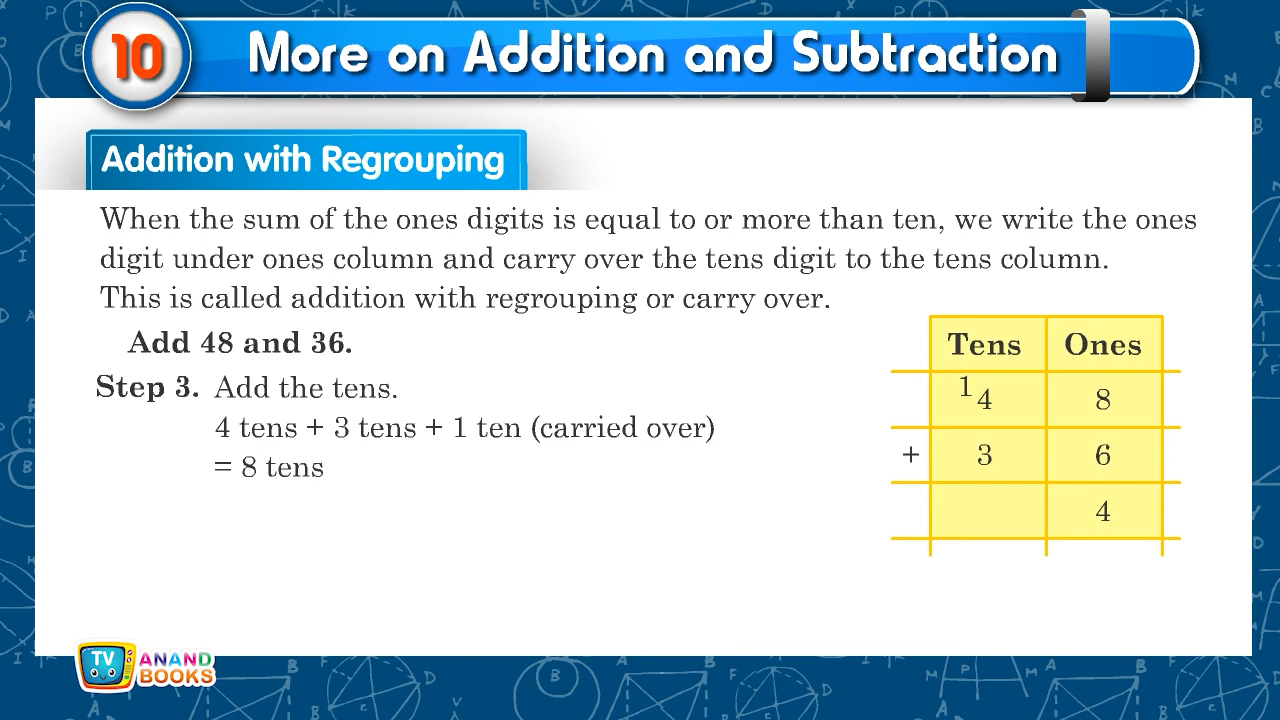 10 More on Addition and Subtraction
Addition with Regrouping
When the sum of the ones digits is equal to or more than ten, we write the ones
digit under ones column and carry over the tens digit to the tens column.
This is called addition with regrouping or carry over.
Add 48 and 36.
Step 3. Add the tens.
4 tens + 3 tens + 1 ten (carried over)
= 8 tens
Tens Ones
1 4 8
+ 3 6
4
TV ANAND
BOOKS